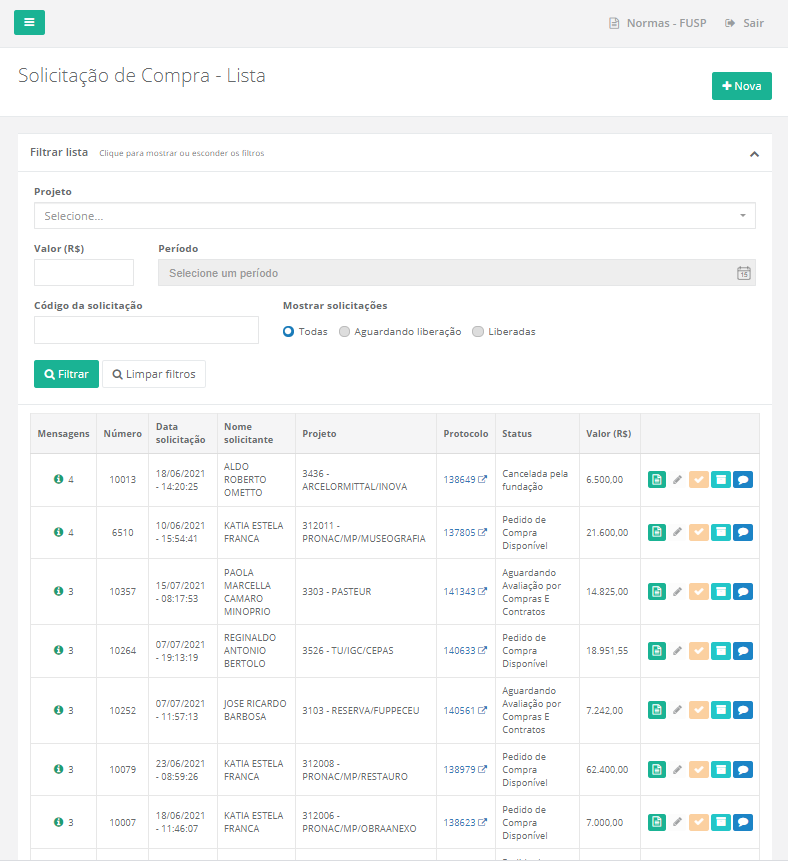 Normas - FUSP Sair
Solicitação de Compra - Lista
Nova
Filtrar lista Clique para mostrar ou esconder os filtros
Projeto
Selecione...
Valor (R$) Período
Selecione um período 15
Código da solicitação Mostrar solicitações
Todas Aguardando liberação Liberadas
Filtrar Limpar filtros
Mensagens Número Data solicitação Nome solicitante Projeto Protocolo Status Valor (R$)
4 10013 18/06/2021 - 14:20:25 ALDO ROBERTO OMETTO 3436 - ARCELORMITTAL/INOVA 138649 Cancelada pela fundação 6.500,00
4 6510 10/06/2021 - 15:54:41 KATIA ESTELA FRANCA 312011 - PRONAC/MP/MUSEOGRAFIA 137805 Pedido de Compra Disponível 21.600,00
3 10357 15/07/2021 - 08:17:53 PAOLA MARCELLA CAMARO MINOPRIO 3303 - PASTEUR 141343 Aguardando Avaliação por Compras E Contratos 14.825,00
3 10264 07/07/2021 - 19:13:19 REGINALDO ANTONIO BERTOLO 3526 - TU/IGC/CEPAS 140633 Pedido de Compra Disponível 18.951,55
3 10252 07/07/2021 - 11:57:13 JOSE RICARDO BARBOSA 3103 - RESERVA/FUPPECEU 140561 Aguardando Avaliação por Compras E Contratos 7.242,00
3 10079 23/06/2021 - 08:59:26 KATIA ESTELA FRANCA 312008 - PRONAC/MP/RESTAURO 138979 Pedido de Compra Disponível 62.400,00
3 10007 18/06/2021 - 11:46:07 KATIA ESTELA FRANCA 312006 - PRONAC/MP/OBRAANEXO 138623 Pedido de Compra Disponível 7.000,00